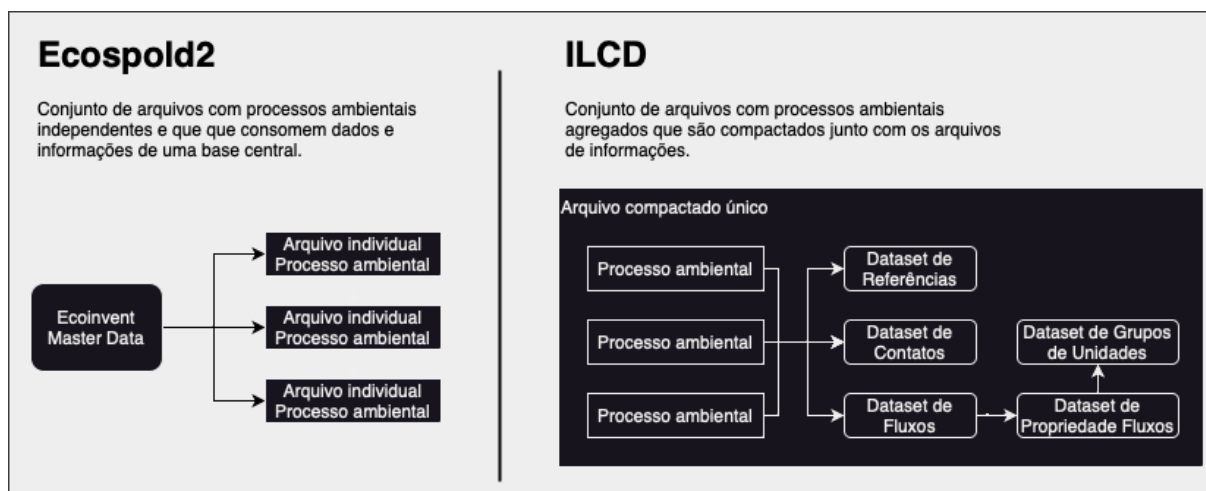 Ecospold2
Conjunto de arquivos com processos ambientais
independentes e que que consomem dados e
informações de uma base central.
Ecoinvent
Master Data
Arquivo individual
Processo ambiental
Arquivo individual
Processo ambiental
Arquivo individual
Processo ambiental
ILCD
Conjunto de arquivos com processos ambientais
agregados que são compactados junto com os arquivos
de informações.
Arquivo compactado único
Processo ambiental
Processo ambiental
Processo ambiental
Dataset de
Referências
Dataset de
Contatos
Dataset de
Fluxos
Dataset de Grupos
de Unidades
Dataset de
Propriedade Fluxos